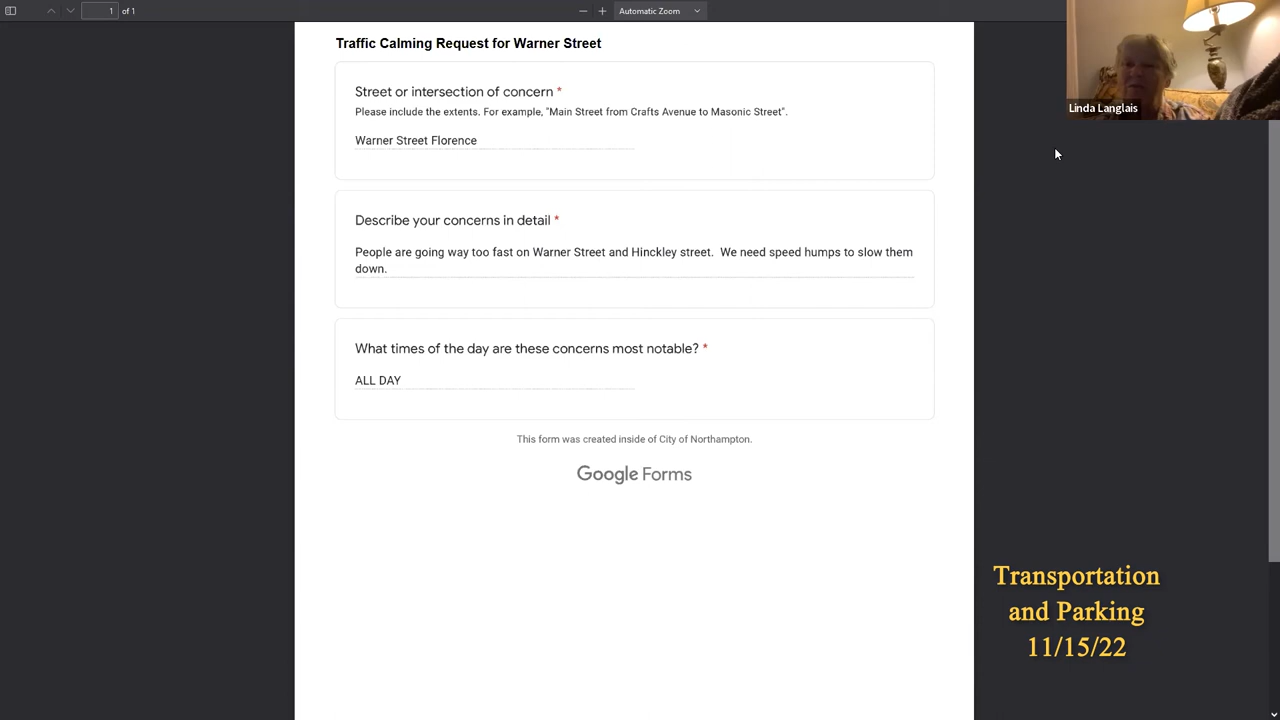 1 of 1
Automatic Zoom
Linda Langlais
Traffic Calming Request for Warner Street
Street or intersection of concern *
Please include the extents. For example, "Main Street from Crafts Avenue to Masonic Street".
Warner Street Florence
Describe your concerns in detail *
People are going way too fast on Warner Street and Hinckley street. We need speed humps to slow them
down.
What times of the day are these concerns most notable? *
ALL DAY
This form was created inside of City of Northampton.
Google Forms
Transportation
and Parking
11/15/22